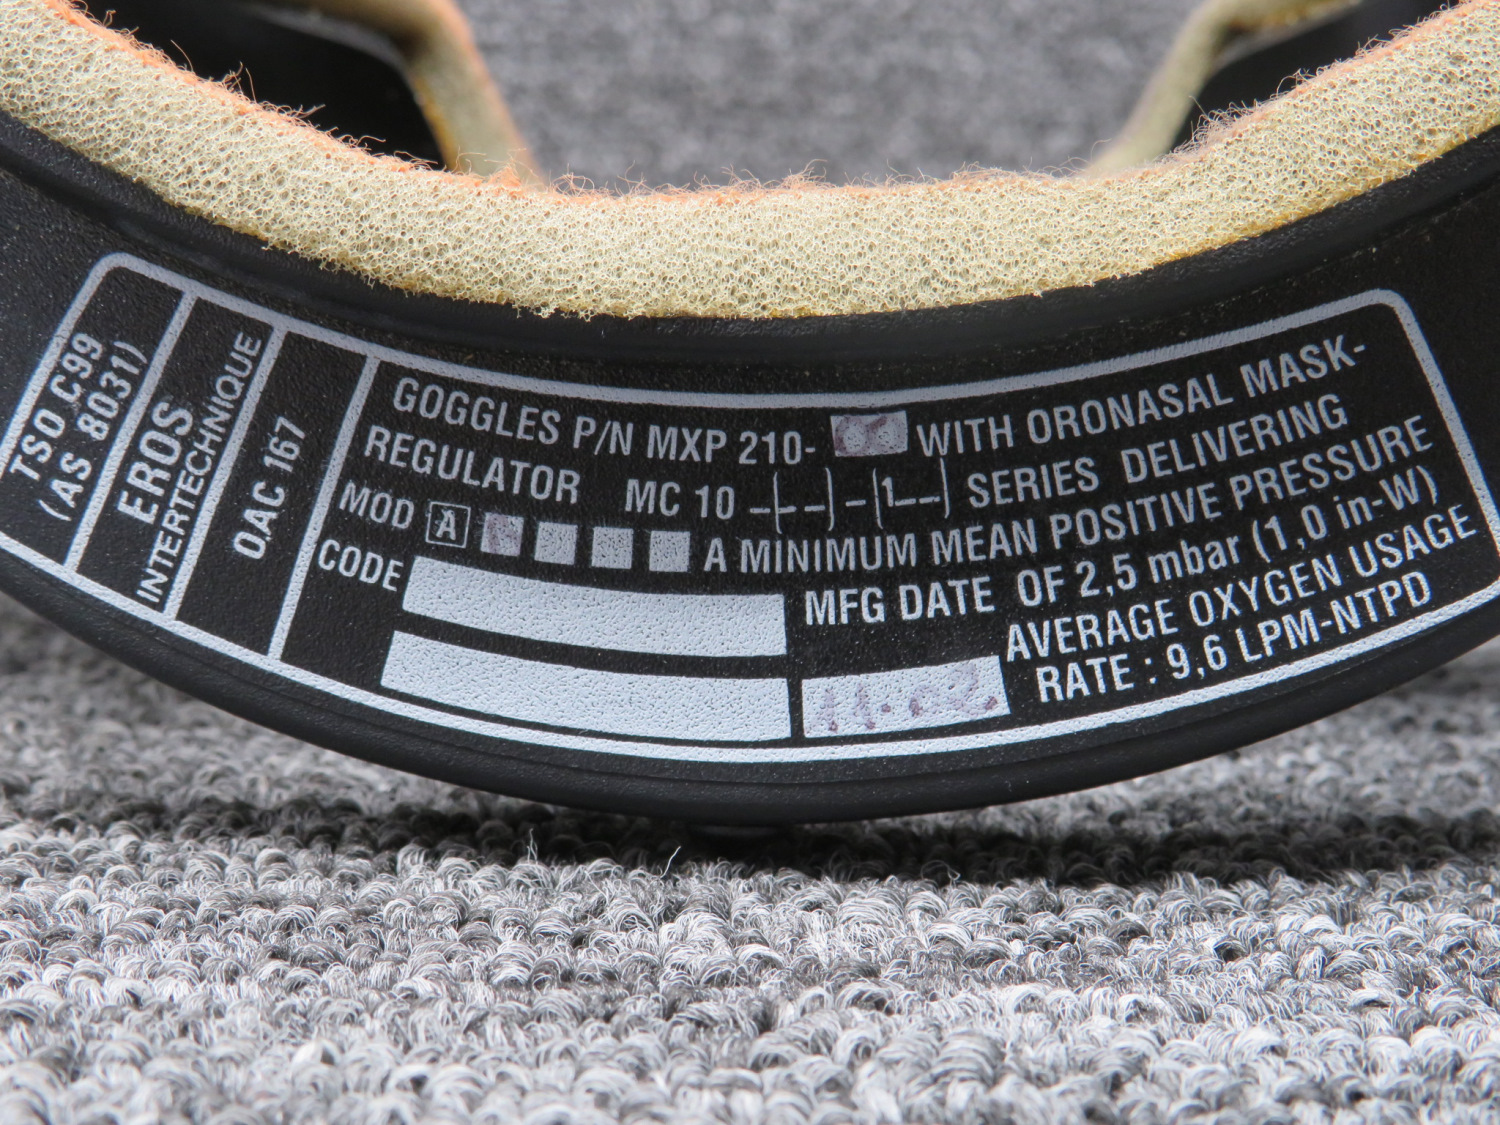 TSO C99
(AS 8031)
EROS
INTERTECHNIQUE
OAC 167
GOGGLES P/N MXP 210- WITH ORONASAL MASK-
REGULATOR MC 10 -(--)-(1--) SERIES DELIVERING
MOD A A MINIMUM MEAN POSITIVE PRESSURE
CODE
MFG DATE OF 2,5 mbar (1,0 in-W)
AVERAGE OXYGEN USAGE
RATE : 9,6 LPM-NTPD